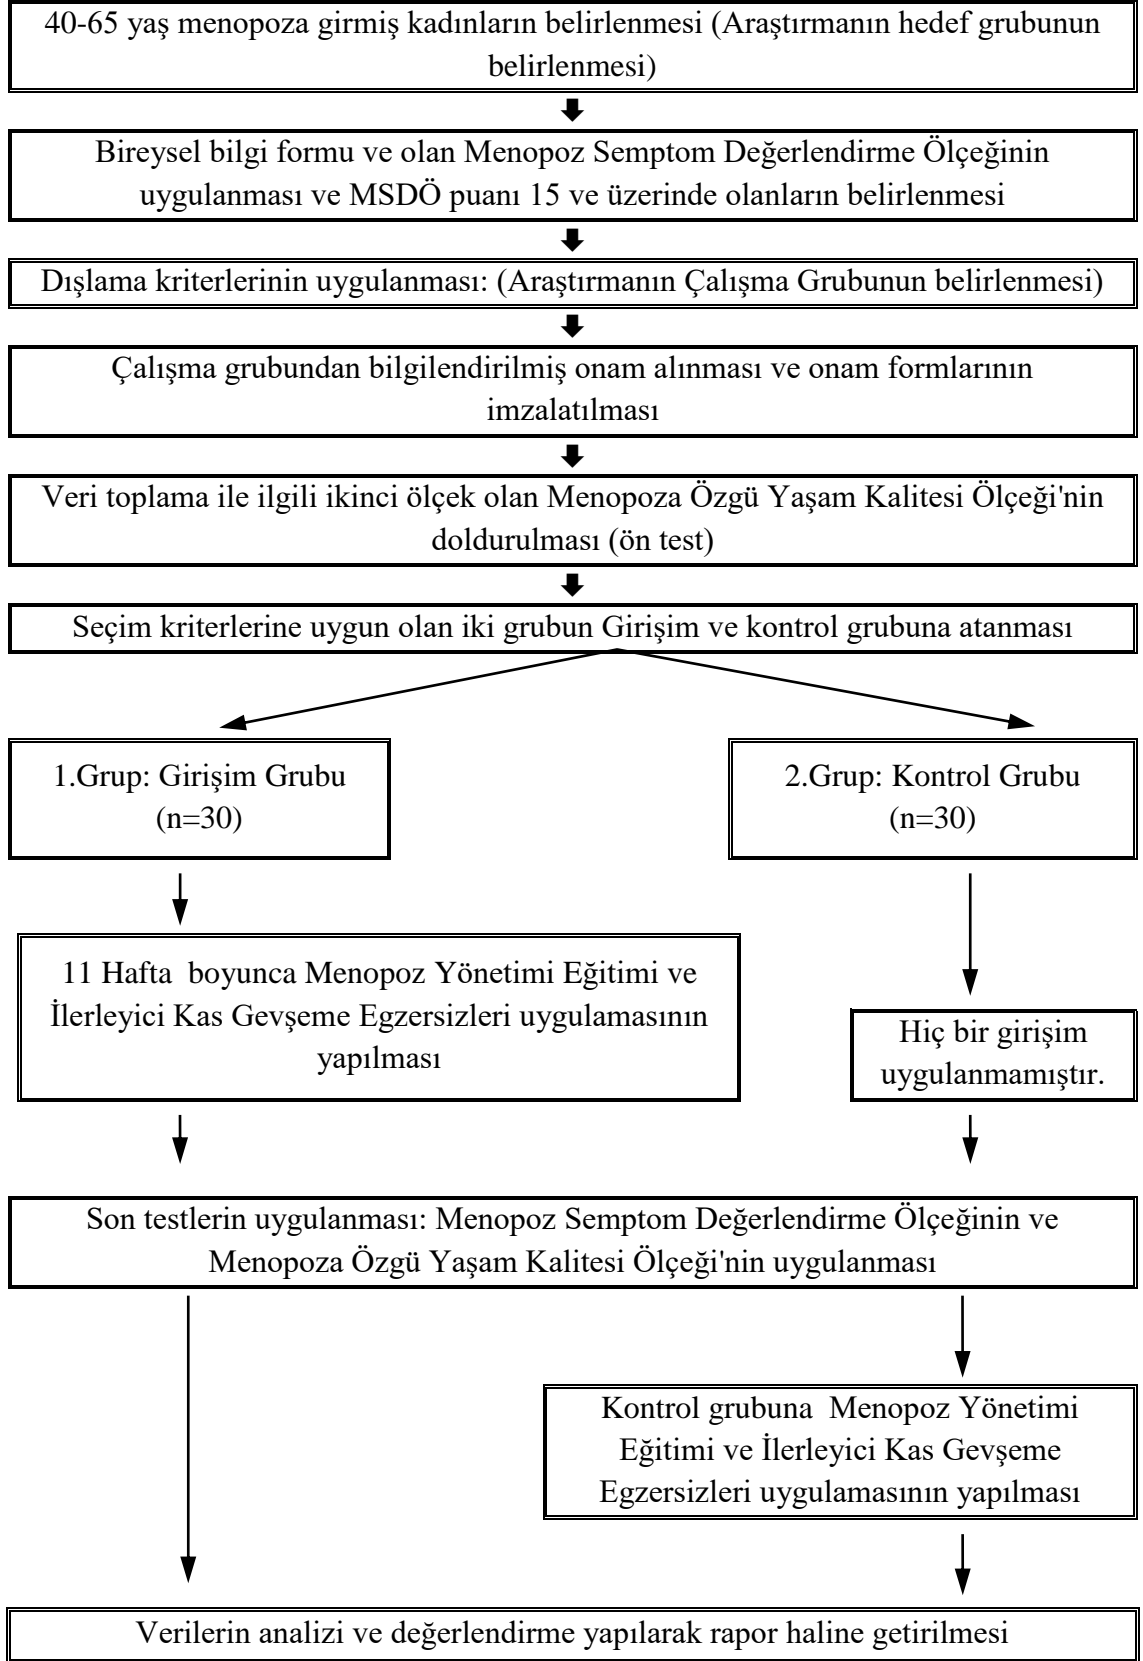 40-65 yaş menopoza girmiş kadınların belirlenmesi (Araştırmanın hedef grubunun
belirlenmesi)
Bireysel bilgi formu ve olan Menopoz Semptom Değerlendirme Ölçeğinin
uygulanması ve MSDÖ puanı 15 ve üzerinde olanların belirlenmesi
Dışlama kriterlerinin uygulanması: (Araştırmanın Çalışma Grubunun belirlenmesi)
Çalışma grubundan bilgilendirilmiş onam alınması ve onam formlarının
imzalatılması
Veri toplama ile ilgili ikinci ölçek olan Menopoza Özgü Yaşam Kalitesi Ölçeği'nin
doldurulması (ön test)
Seçim kriterlerine uygun olan iki grubun Girişim ve kontrol grubuna atanması
1.Grup: Girişim Grubu
(n=30)
2.Grup: Kontrol Grubu
(n=30)
11 Hafta  boyunca Menopoz Yönetimi Eğitimi ve
İlerleyici Kas Gevşeme Egzersizleri uygulamasının
yapılması
Hiç bir girişim
uygulanmamıştır.
Son testlerin uygulanması: Menopoz Semptom Değerlendirme Ölçeğinin ve
Menopoza Özgü Yaşam Kalitesi Ölçeği'nin uygulanması
Kontrol grubuna  Menopoz Yönetimi
Eğitimi ve İlerleyici Kas Gevşeme
Egzersizleri uygulamasının yapılması
Verilerin analizi ve değerlendirme yapılarak rapor haline getirilmesi